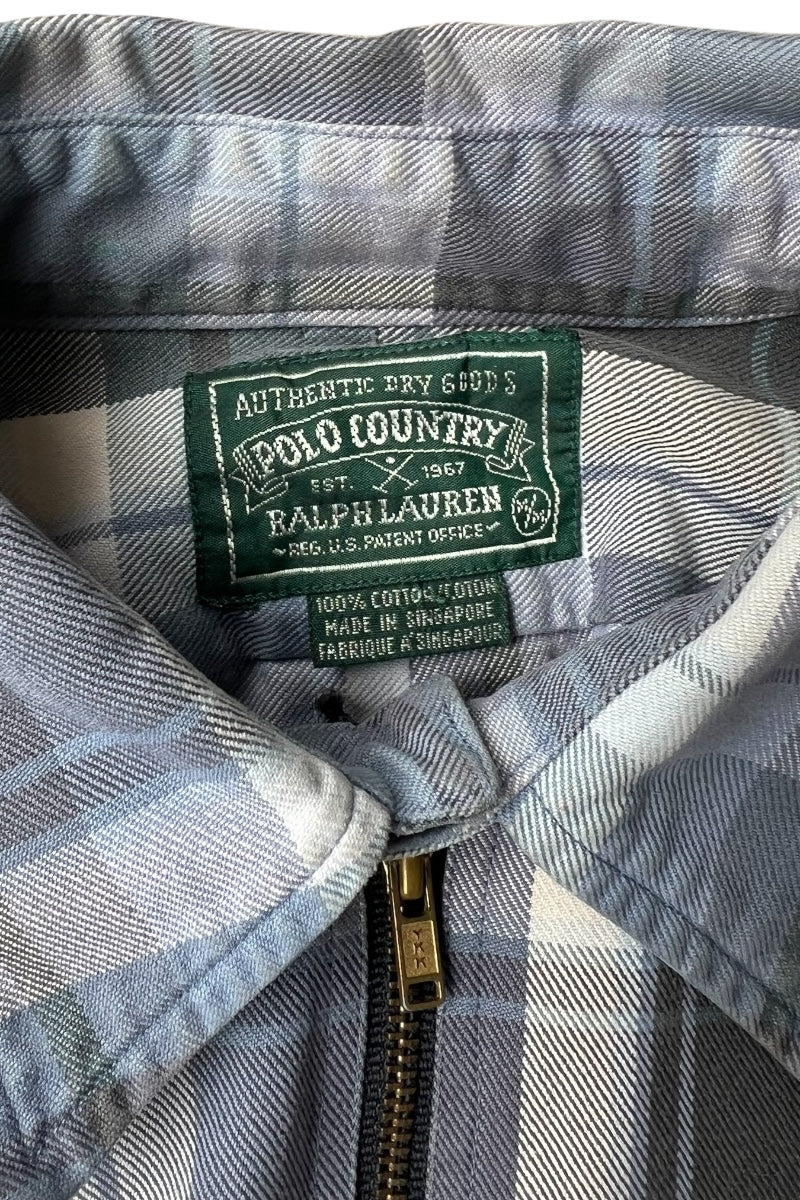 AUTHENTIC DRY GOODS
POLO COUNTRY
EST. 1967
RALPH LAUREN
M/M
REG. U.S. PATENT OFFICE
100% COTTON/COTON
MADE IN SINGAPORE
FABRIQUE A SINGAPOUR
YKK